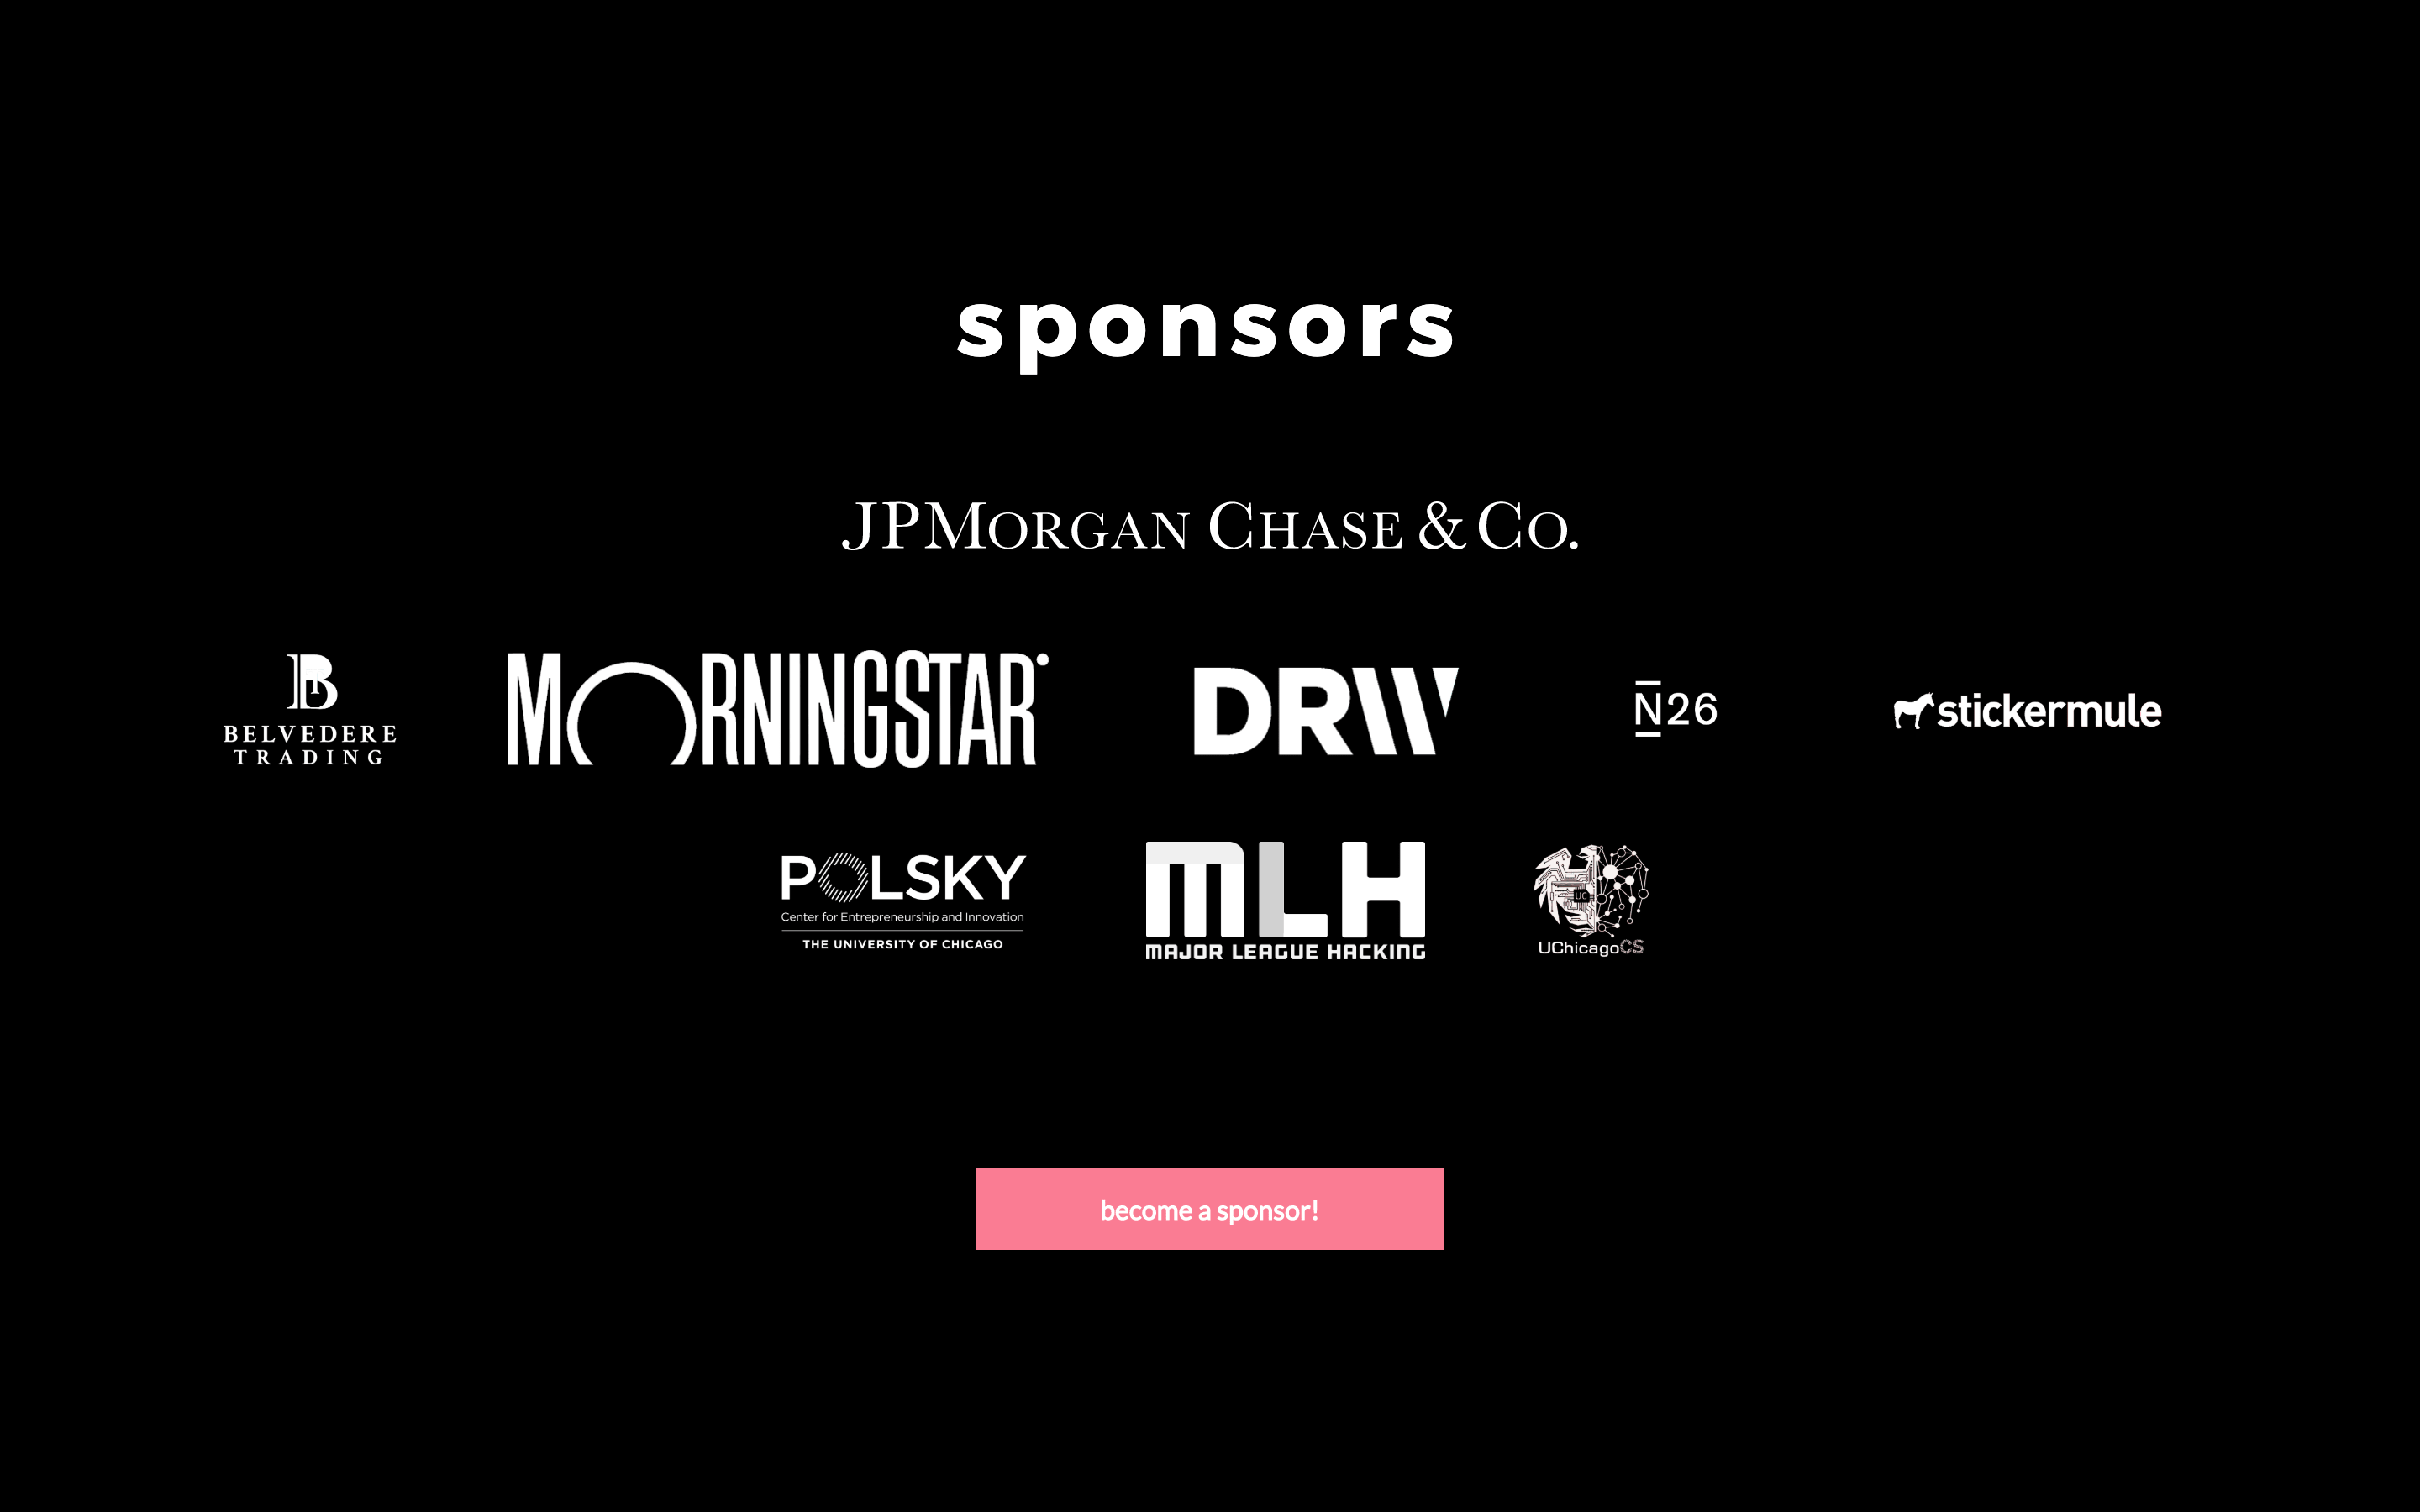 sponsors
JPMORGAN CHASE & CO.
BELVEDERE
TRADING
MORNINGSTAR
DRW
N26
stickermule
POLSKY
Center for Entrepreneurship and Innovation
THE UNIVERSITY OF CHICAGO
MLH
MAJOR LEAGUE HACKING
UC
UChicagoCS
become a sponsor!